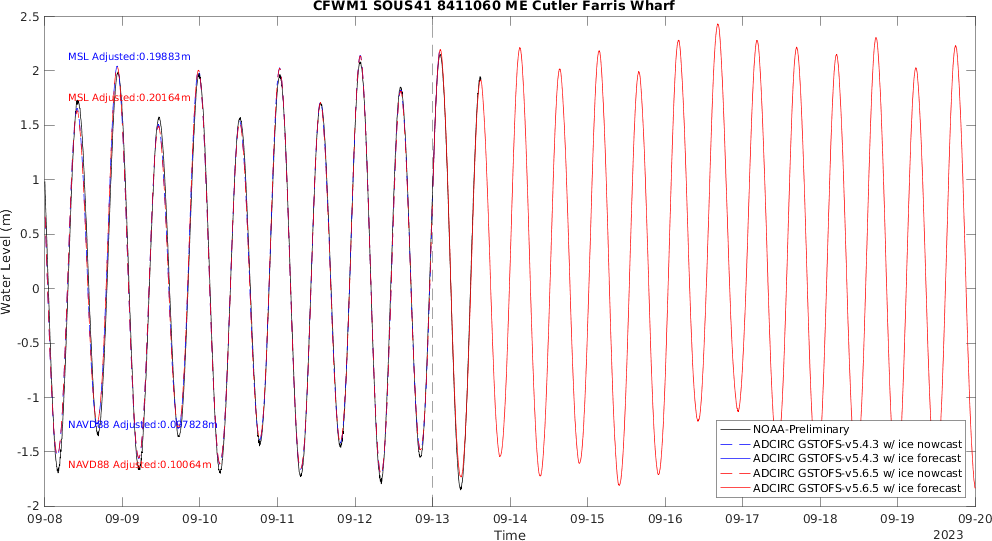 CFWM1 SOUS41 8411060 ME Cutler Farris Wharf
2.5
2
1.5
1
0.5
0
-0.5
-1
-1.5
-2
Water Level (m)
MSL Adjusted:0.19883m
MSL Adjusted:0.20164m
NAVD88 Adjusted:0.097828m
NAVD88 Adjusted:0.10064m
NOAA-Preliminary
ADCIRC GSTOFS-v5.4.3 w/ ice nowcast
ADCIRC GSTOFS-v5.4.3 w/ ice forecast
ADCIRC GSTOFS-v5.6.5 w/ ice nowcast
ADCIRC GSTOFS-v5.6.5 w/ ice forecast
09-08 09-09 09-10 09-11 09-12 09-13 09-14 09-15 09-16 09-17 09-18 09-19 09-20
Time
2023